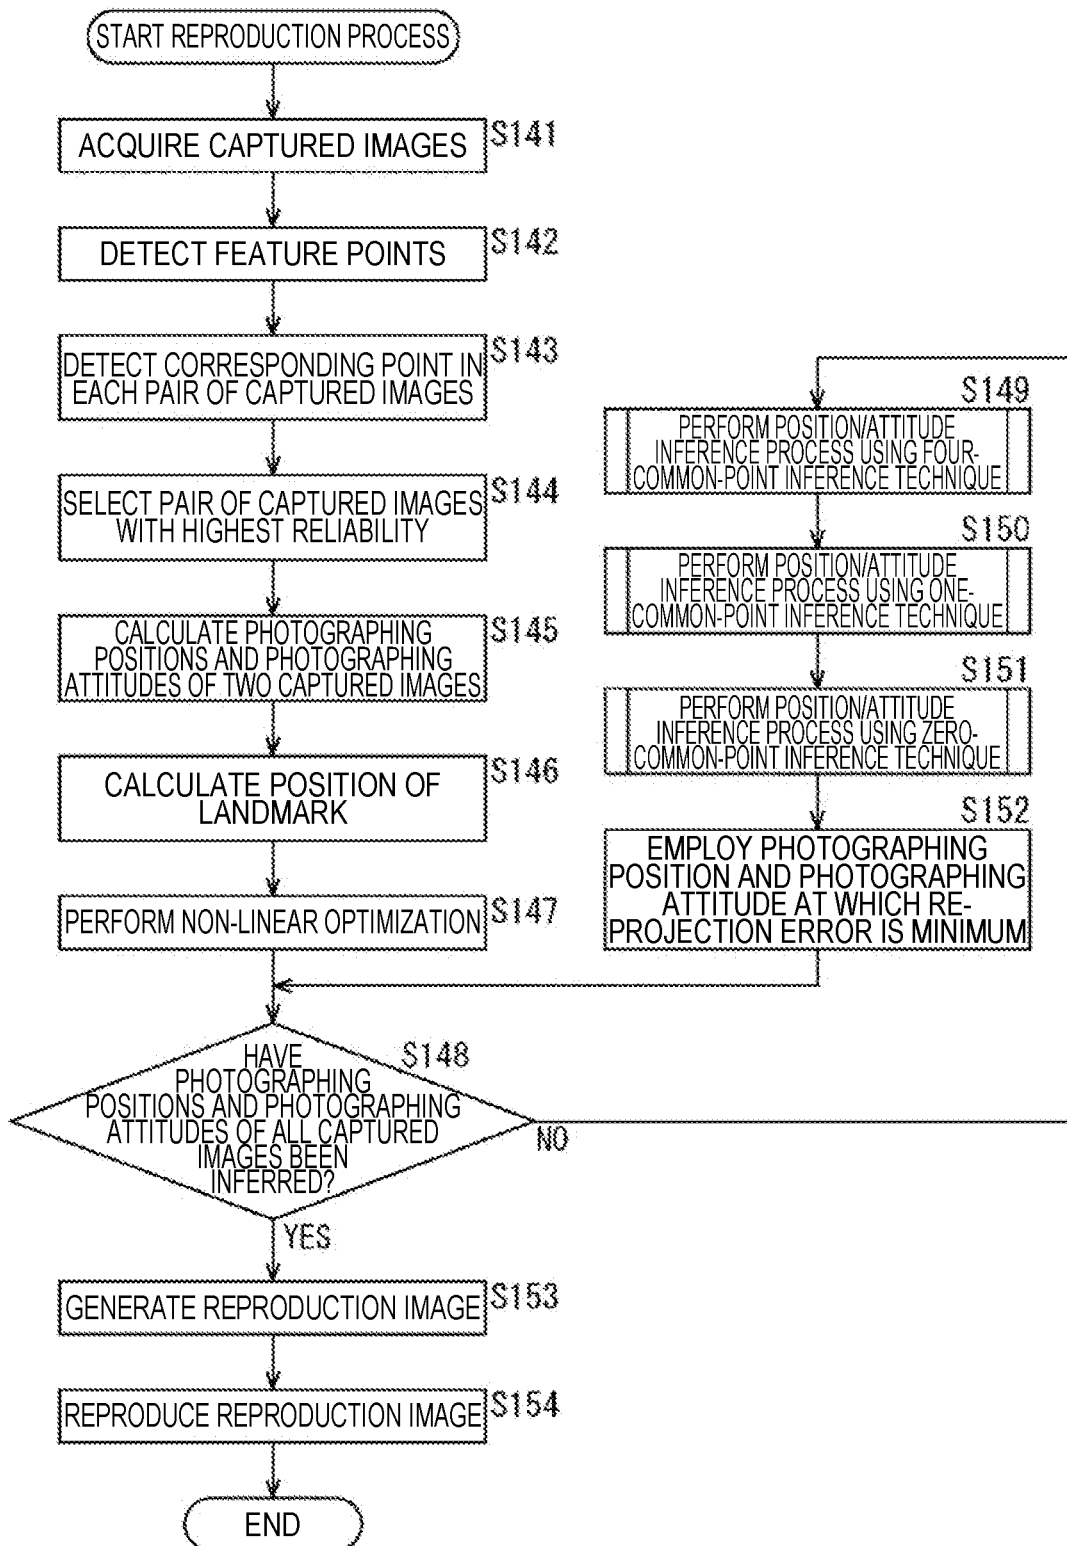 START REPRODUCTION PROCESS
ACQUIRE CAPTURED IMAGES
S141
DETECT FEATURE POINTS
S142
DETECT CORRESPONDING POINT IN
EACH PAIR OF CAPTURED IMAGES
S143
SELECT PAIR OF CAPTURED IMAGES
WITH HIGHEST RELIABILITY
S144
CALCULATE PHOTOGRAPHING
POSITIONS AND PHOTOGRAPHING
ATTITUDES OF TWO CAPTURED IMAGES
S145
CALCULATE POSITION OF
LANDMARK
S146
PERFORM NON-LINEAR OPTIMIZATION
S147
HAVE
PHOTOGRAPHING
POSITIONS AND PHOTOGRAPHING
ATTITUDES OF ALL CAPTURED
IMAGES BEEN
INFERRED?
S148
NO
YES
S149
PERFORM POSITION/ATTITUDE
INFERENCE PROCESS USING FOUR-
COMMON-POINT INFERENCE TECHNIQUE
S150
PERFORM POSITION/ATTITUDE
INFERENCE PROCESS USING ONE-
COMMON-POINT INFERENCE TECHNIQUE
S151
PERFORM POSITION/ATTITUDE
INFERENCE PROCESS USING ZERO-
COMMON-POINT INFERENCE TECHNIQUE
S152
EMPLOY PHOTOGRAPHING
POSITION AND PHOTOGRAPHING
ATTITUDE AT WHICH RE-
PROJECTION ERROR IS MINIMUM
GENERATE REPRODUCTION IMAGE
S153
REPRODUCE REPRODUCTION IMAGE
S154
END